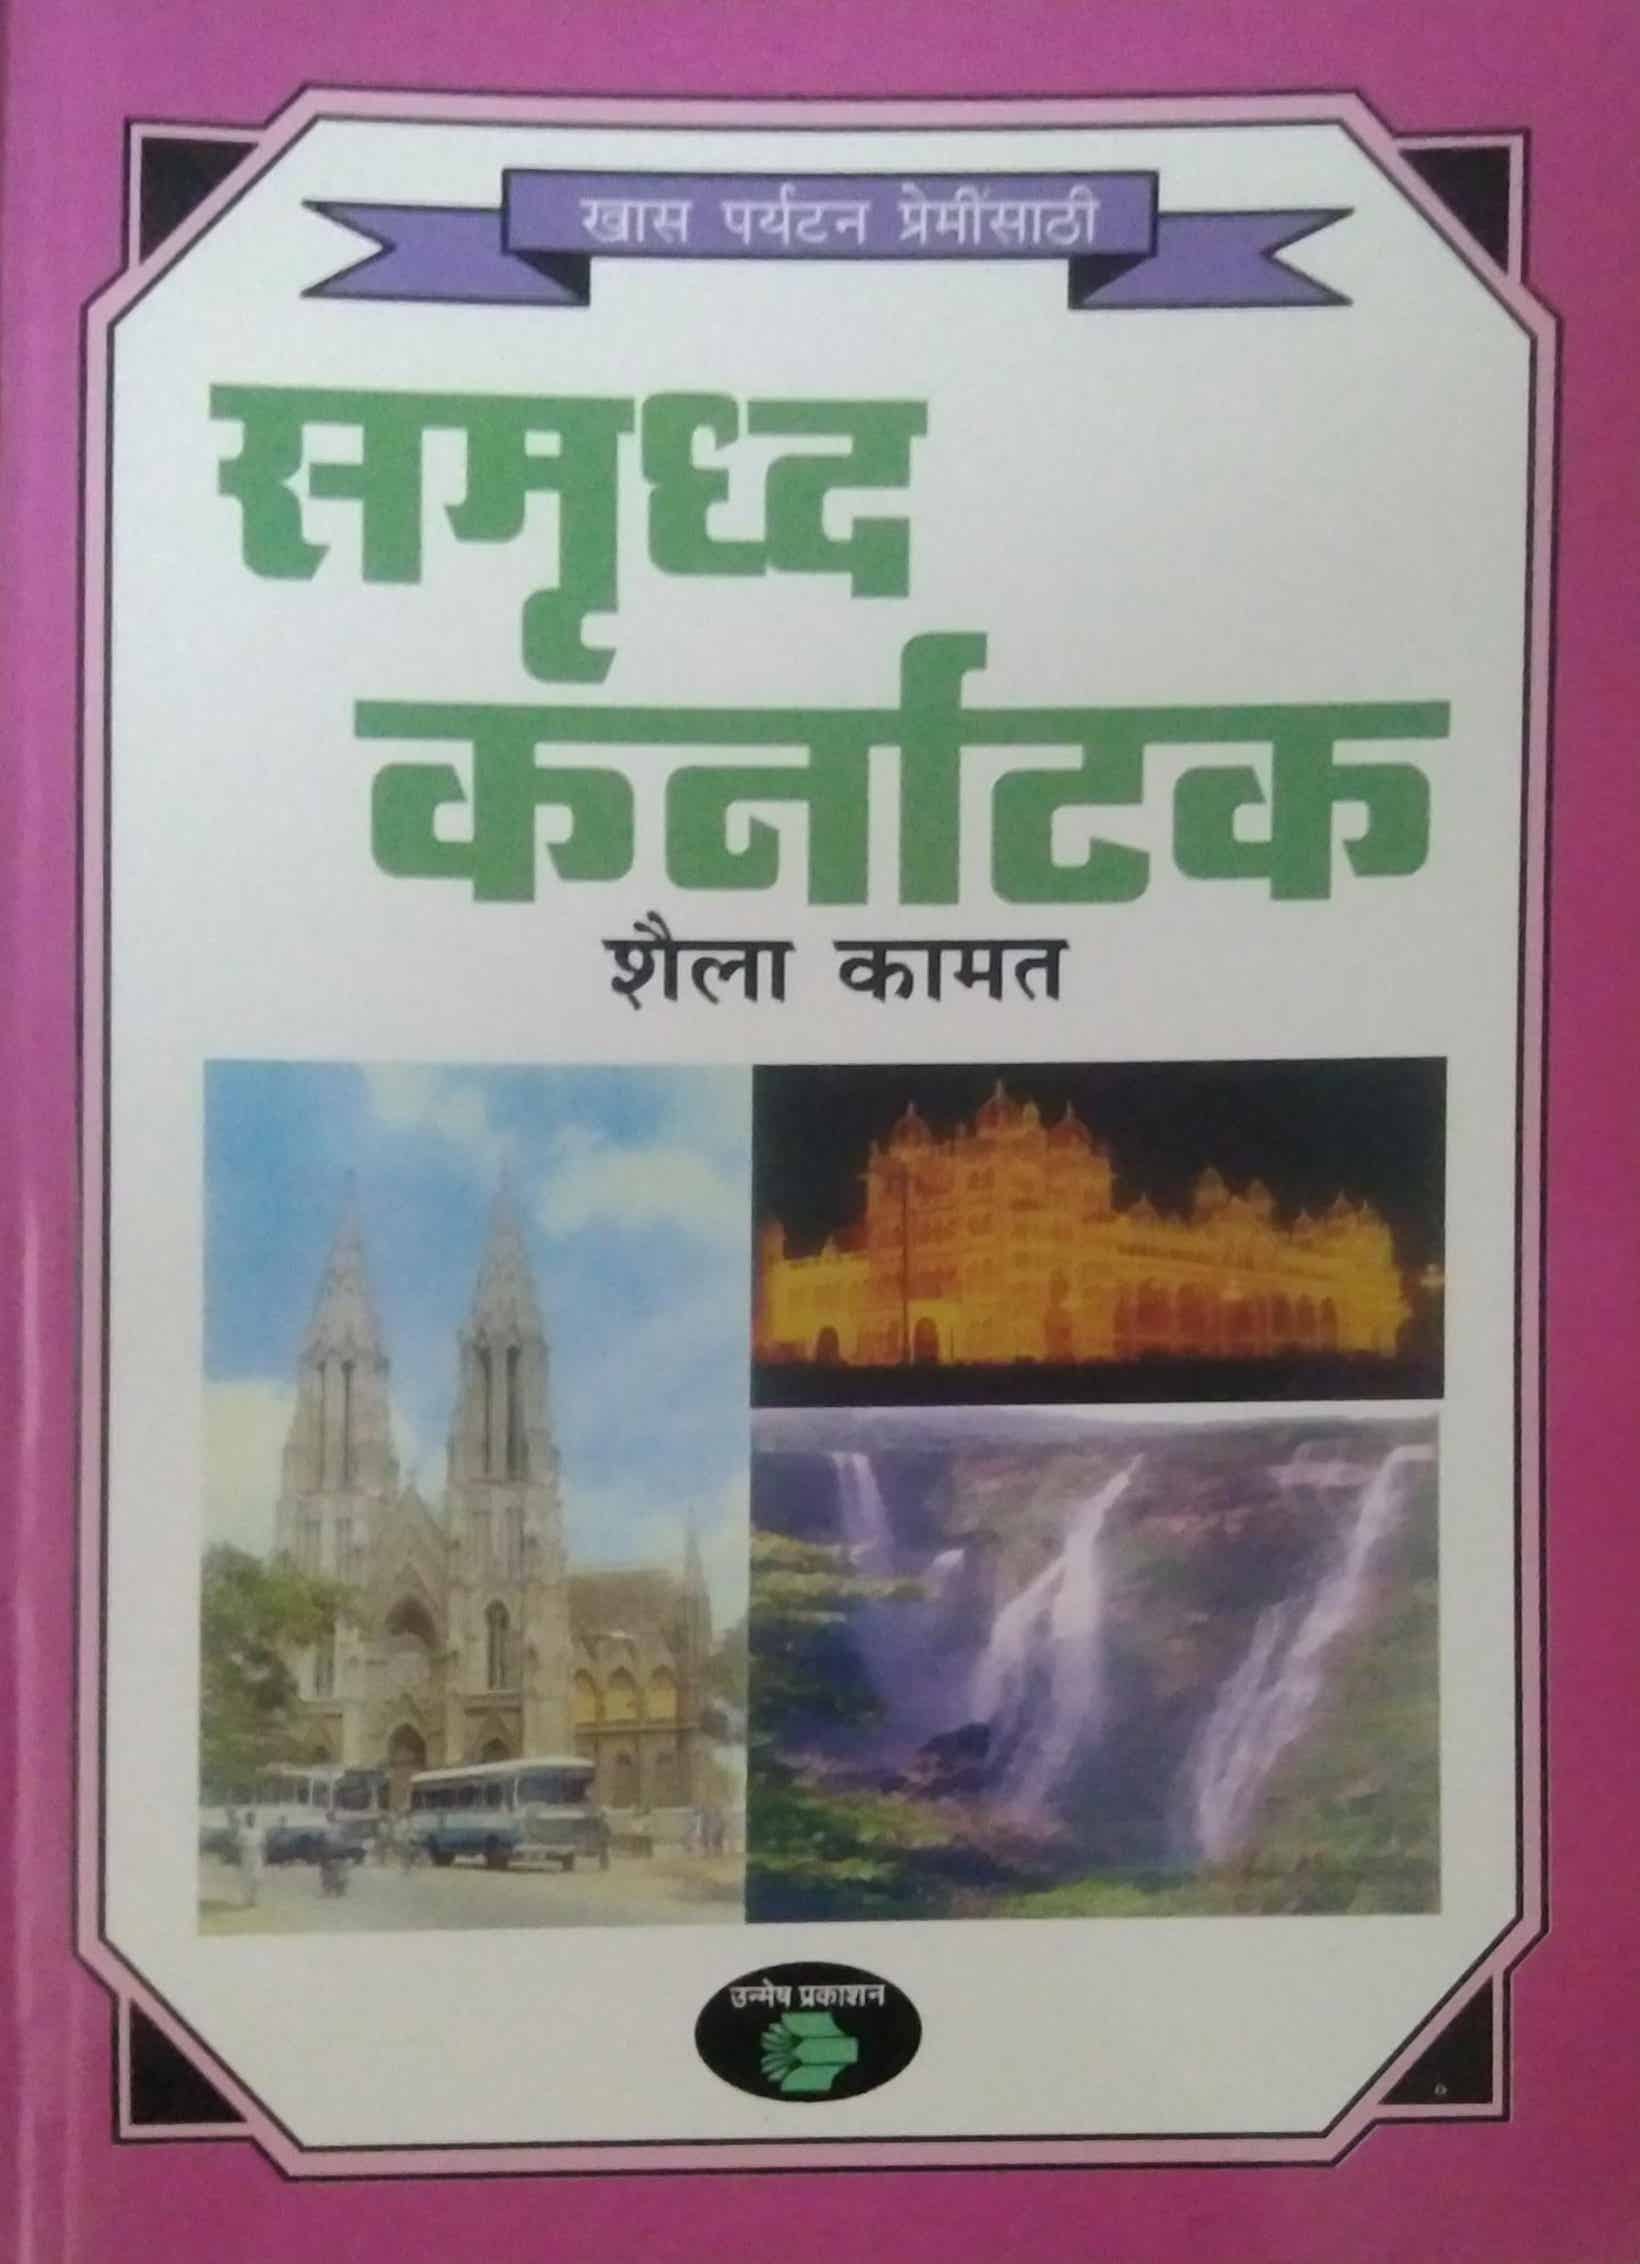 खास पर्यटन प्रेमींसाठी
समृध्द
कर्नाटक
शैला कामत
उन्मेष प्रकाशन